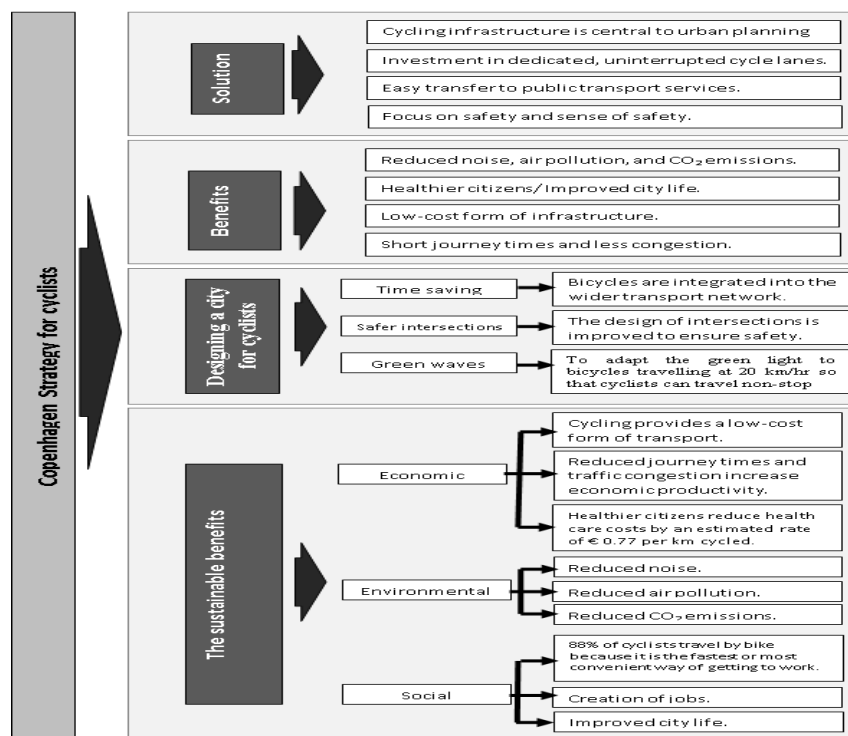 Copenhagen Strategy for cyclists
Solution
Cycling infrastructure is central to urban planning
Investment in dedicated, uninterrupted cycle lanes.
Easy transfer to public transport services.
Focus on safety and sense of safety.
Benefits
Reduced noise, air pollution, and CO₂ emissions.
Healthier citizens/Improved city life.
Low-cost form of infrastructure.
Short journey times and less congestion.
Designing a city
for cyclists
Time saving
Bicycles are integrated into the
wider transport network.
Safer intersections
The design of intersections is
improved to ensure safety.
Green waves
To adapt the green light to
bicycles travelling at 20 km/hr so
that cyclists can travel non-stop
The sustainable benefits
Economic
Cycling provides a low-cost
form of transport.
Reduced journey times and
traffic congestion increase
economic productivity.
Healthier citizens reduce health
care costs by an estimated rate
of € 0.77 per km cycled.
Environmental
Reduced noise.
Reduced air pollution.
Reduced CO₂ emissions.
Social
88% of cyclists travel by bike
because it is the fastest or most
convenient way of getting to work.
Creation of jobs.
Improved city life.